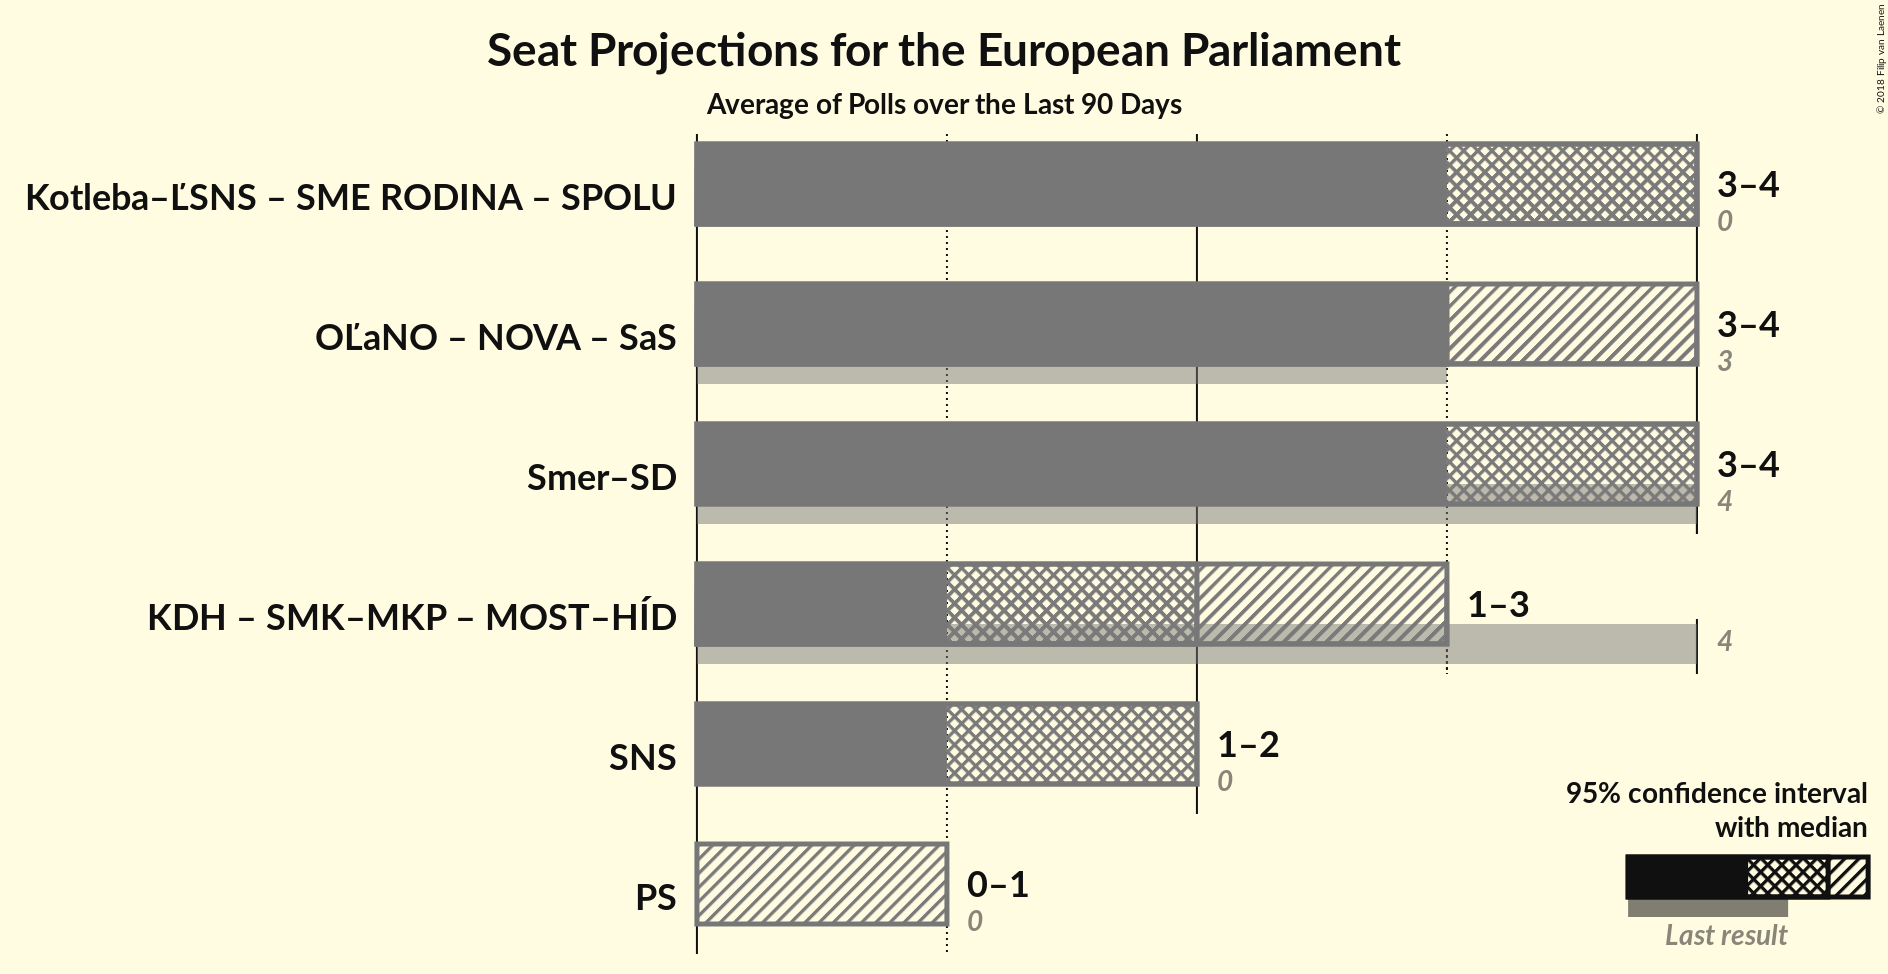 Seat Projections for the European Parliament
Average of Polls over the Last 90 Days
© 2018 Filip van Laenen
Kotleba–ĽSNS – SME RODINA – SPOLU
3–4
0
OĽaNO – NOVA – SaS
3–4
3
Smer–SD
3–4
4
KDH – SMK–MKP – MOST–HÍD
1–3
4
SNS
1–2
0
PS
0–1
0
95% confidence interval
with median
Last result